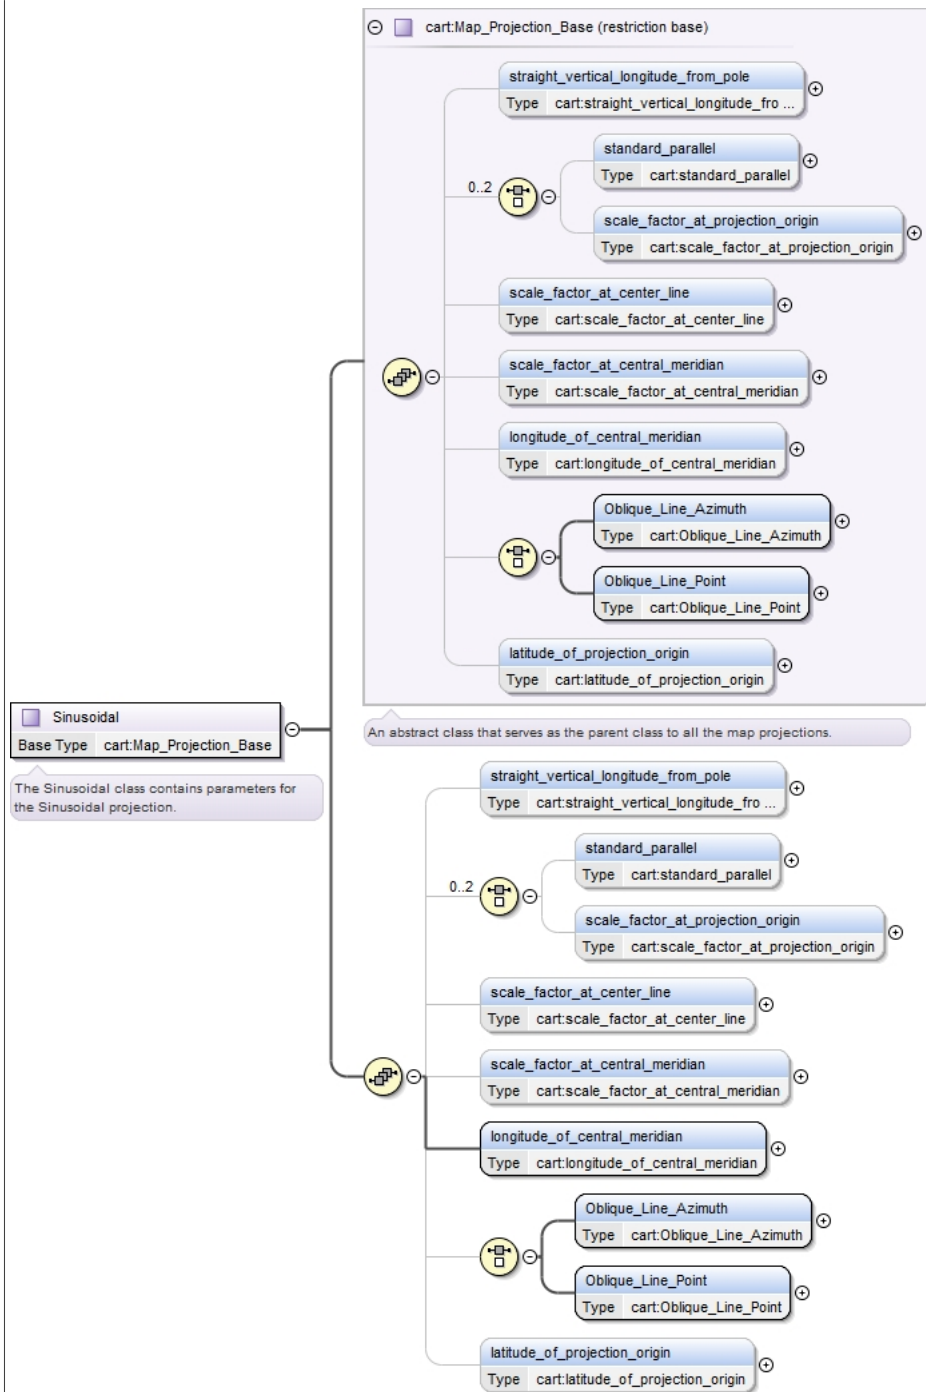 cart:Map_Projection_Base (restriction base)
straight_vertical_longitude_from_pole
Type cart:straight_vertical_longitude_fro ...
standard_parallel
Type cart:standard_parallel
0..2
scale_factor_at_projection_origin
Type cart:scale_factor_at_projection_origin
scale_factor_at_center_line
Type cart:scale_factor_at_center_line
scale_factor_at_central_meridian
Type cart:scale_factor_at_central_meridian
longitude_of_central_meridian
Type cart:longitude_of_central_meridian
Oblique_Line_Azimuth
Type cart:Oblique_Line_Azimuth
Oblique_Line_Point
Type cart:Oblique_Line_Point
latitude_of_projection_origin
Type cart:latitude_of_projection_origin
An abstract class that serves as the parent class to all the map projections.
Sinusoidal
Base Type cart:Map_Projection_Base
The Sinusoidal class contains parameters for
the Sinusoidal projection.
straight_vertical_longitude_from_pole
Type cart:straight_vertical_longitude_fro ...
standard_parallel
Type cart:standard_parallel
0..2
scale_factor_at_projection_origin
Type cart:scale_factor_at_projection_origin
scale_factor_at_center_line
Type cart:scale_factor_at_center_line
scale_factor_at_central_meridian
Type cart:scale_factor_at_central_meridian
longitude_of_central_meridian
Type cart:longitude_of_central_meridian
Oblique_Line_Azimuth
Type cart:Oblique_Line_Azimuth
Oblique_Line_Point
Type cart:Oblique_Line_Point
latitude_of_projection_origin
Type cart:latitude_of_projection_origin